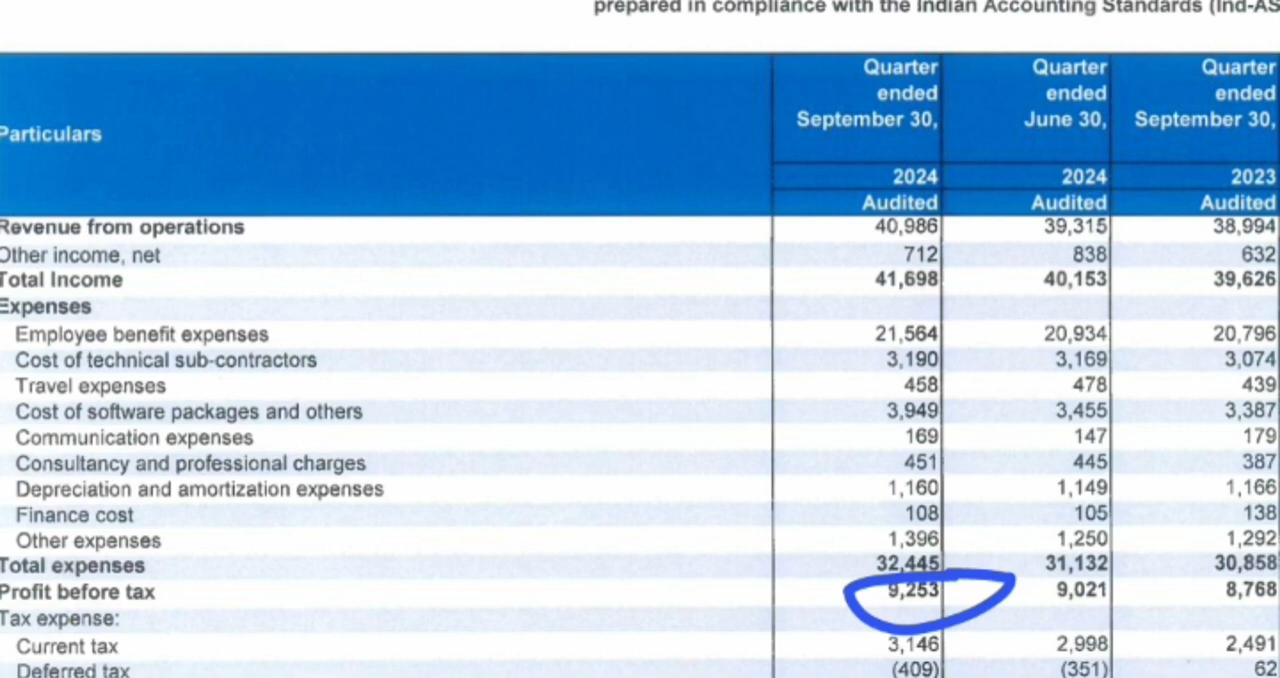 prepared in compliance with the Indian Accounting Standards (Ind-AS
Particulars Quarter ended September 30, Quarter ended June 30, Quarter ended September 30,
2024 2024 2023
Audited Audited Audited
Revenue from operations 40,986 39,315 38,994
Other income, net 712 838 632
Total Income 41,698 40,153 39,626
Expenses
Employee benefit expenses 21,564 20,934 20,796
Cost of technical sub-contractors 3,190 3,169 3,074
Travel expenses 458 478 439
Cost of software packages and others 3,949 3,455 3,387
Communication expenses 169 147 179
Consultancy and professional charges 451 445 387
Depreciation and amortization expenses 1,160 1,149 1,166
Finance cost 108 105 138
Other expenses 1,396 1,250 1,292
Total expenses 32,445 31,132 30,858
Profit before tax 9,253 9,021 8,768
Tax expense:
Current tax 3,146 2,998 2,491
Deferred tax (409) (351) 62